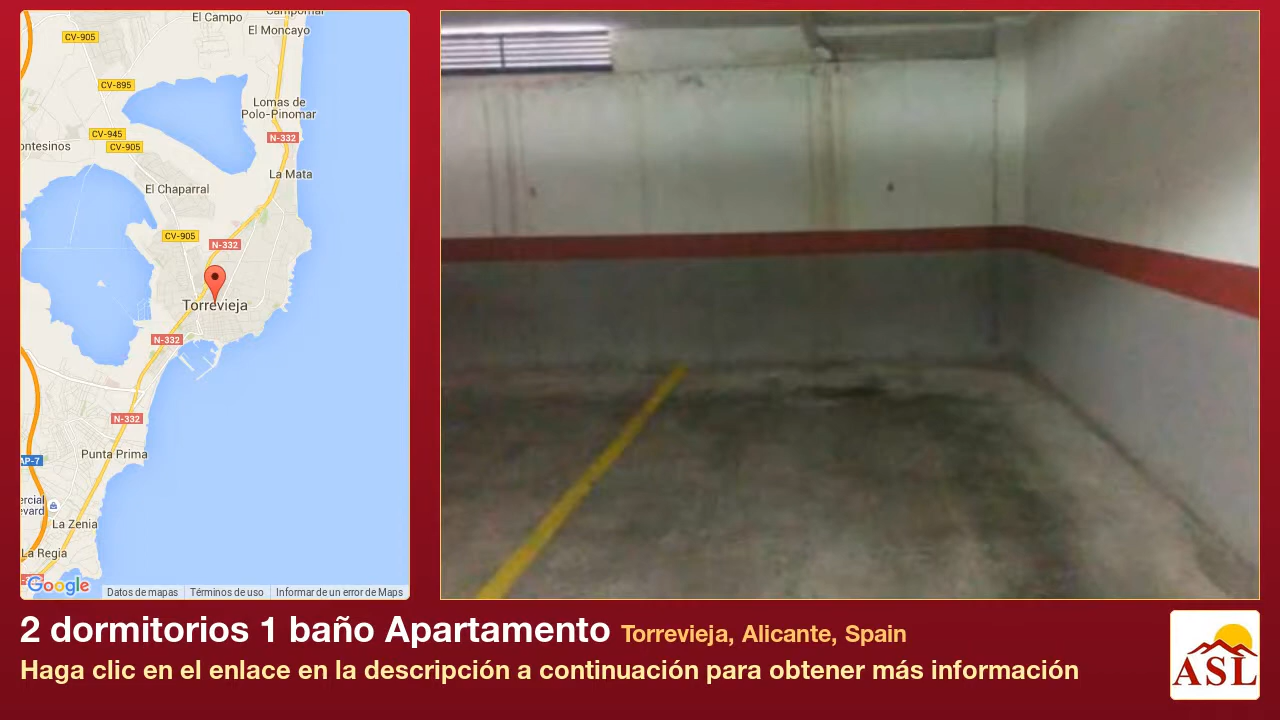 El Campo
Campomar
El Moncayo
CV-905
CV-895
Lomas de
Polo-Pinomar
CV-945
N-332
CV-905
ontesinos
La Mata
El Chaparral
CV-905
N-332
Torrevieja
N-332
N-332
Punta Prima
AP-7
ercial
evard
La Zenia
La Regia
Google
Datos de mapas
Términos de uso
Informar de un error de Maps
2 dormitorios 1 baño Apartamento Torrevieja, Alicante, Spain
Haga clic en el enlace en la descripción a continuación para obtener más información
ASL